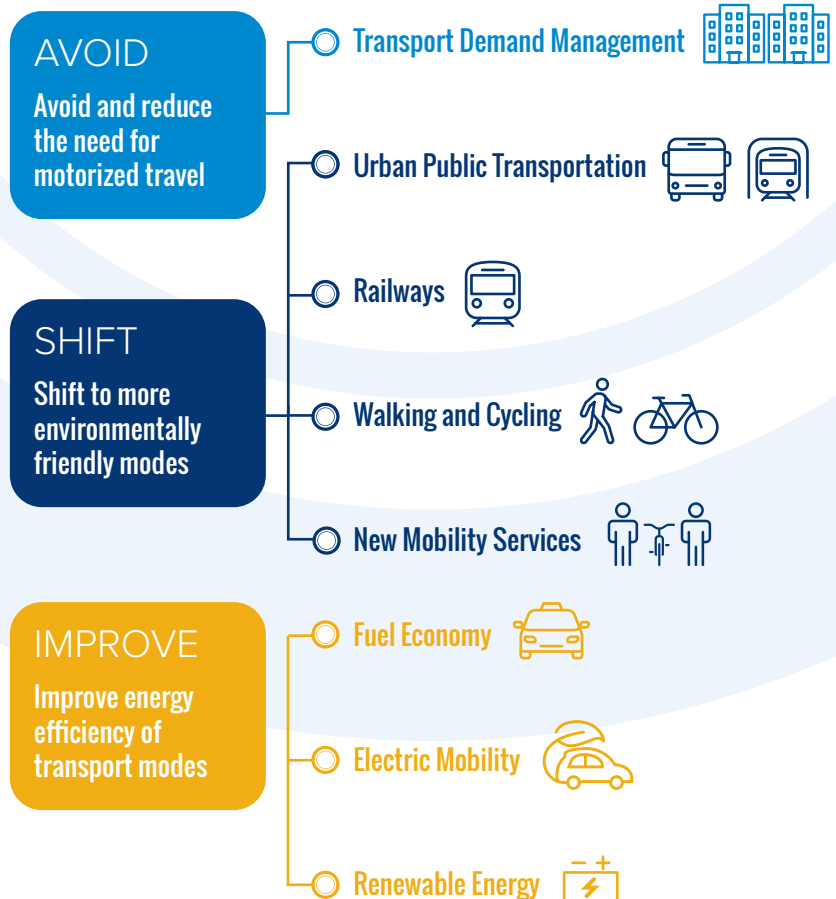 AVOID
Avoid and reduce
the need for
motorized travel
Transport Demand Management
Urban Public Transportation
Railways
SHIFT
Shift to more
environmentally
friendly modes
Walking and Cycling
New Mobility Services
IMPROVE
Improve energy
efficiency of
transport modes
Fuel Economy
Electric Mobility
Renewable Energy